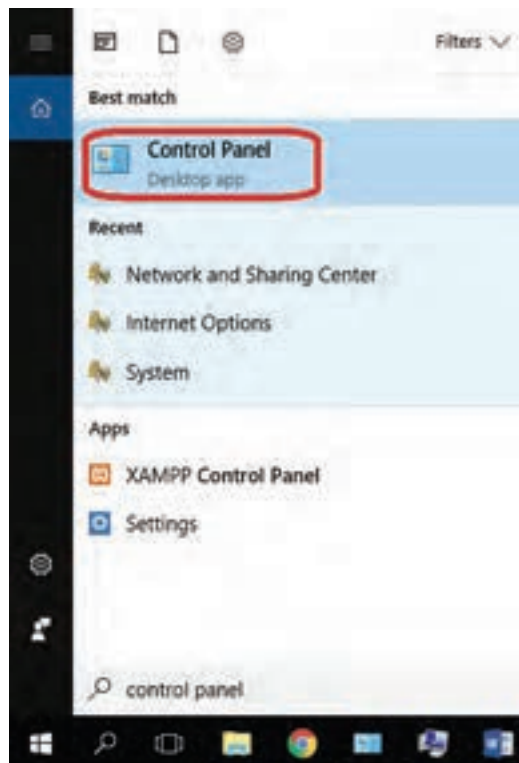 Filters
Best match
Control Panel
Desktop app
Recent
Network and Sharing Center
Internet Options
System
Apps
XAMPP Control Panel
Settings
control panel